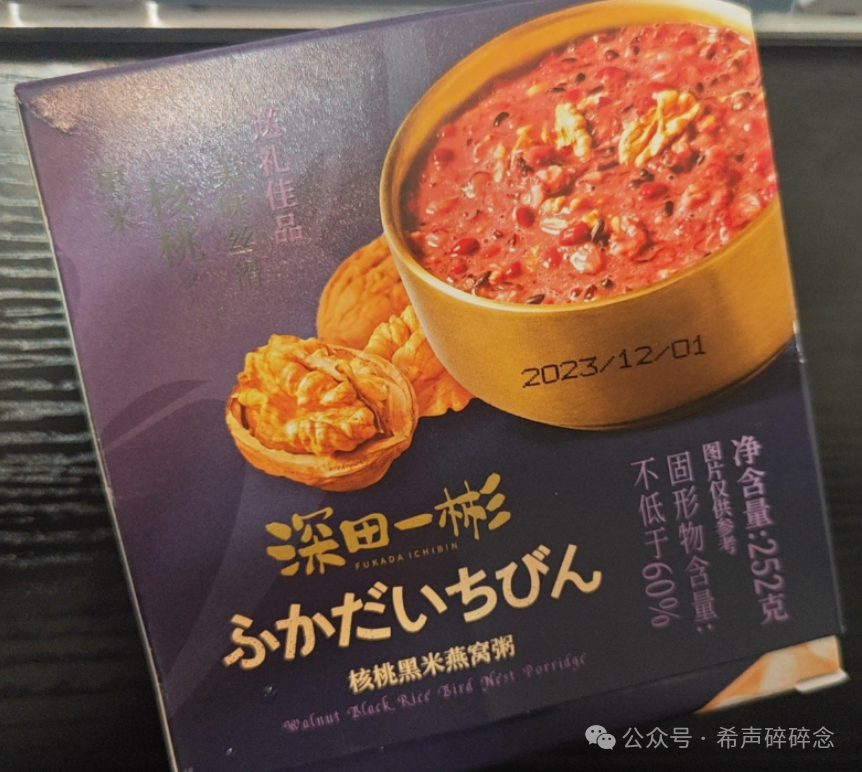 送礼佳品
美味丝滑
核桃
黑米
2023/12/01
净含量:252克
图片仅供参考
固形物含量:
不低于60%
深田一彬
FUKADA ICHIBIN
ふかだいちびん
核桃黑米燕窝粥
Walnut Black Rice Bird Nest Porridge
公众号·希声碎碎念